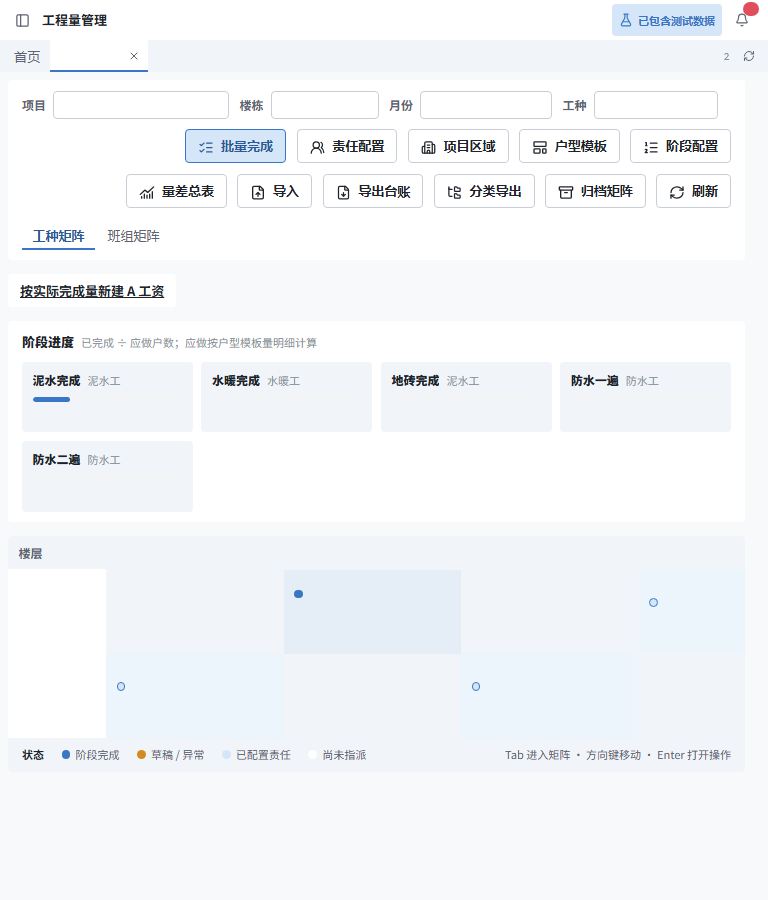 工程量管理 已包含测试数据
首页 2
项目 楼栋 月份 工种
批量完成 责任配置 项目区域 户型模板 阶段配置
量差总表 导入 导出台账 分类导出 归档矩阵 刷新
工种矩阵 班组矩阵
按实际完成量新建 A 工资
阶段进度 已完成 ÷ 应做户数；应做按户型模板量明细计算
泥水完成 泥水工 水暖完成 水暖工 地砖完成 泥水工 防水一遍 防水工
防水二遍 防水工
楼层
状态 阶段完成 草稿 / 异常 已配置责任 尚未指派 Tab 进入矩阵 · 方向键移动 · Enter 打开操作